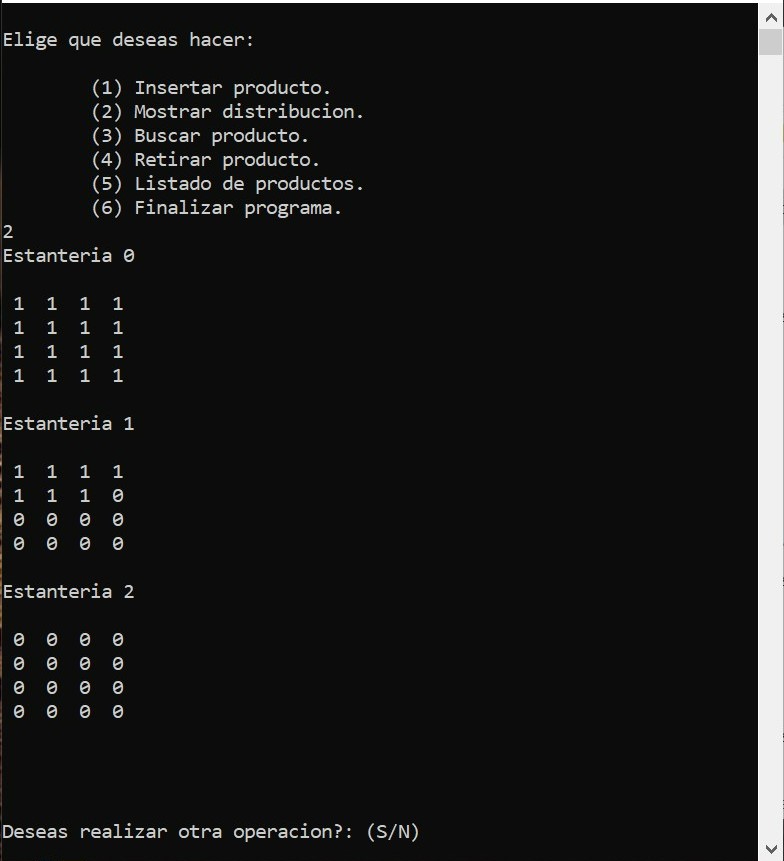 Elige que deseas hacer:
(1) Insertar producto.
(2) Mostrar distribucion.
(3) Buscar producto.
(4) Retirar producto.
(5) Listado de productos.
(6) Finalizar programa.
2
Estanteria 0
1 1 1 1
1 1 1 1
1 1 1 1
1 1 1 1
Estanteria 1
1 1 1 1
1 1 1 0
0 0 0 0
0 0 0 0
Estanteria 2
0 0 0 0
0 0 0 0
0 0 0 0
0 0 0 0
Deseas realizar otra operacion?: (S/N)